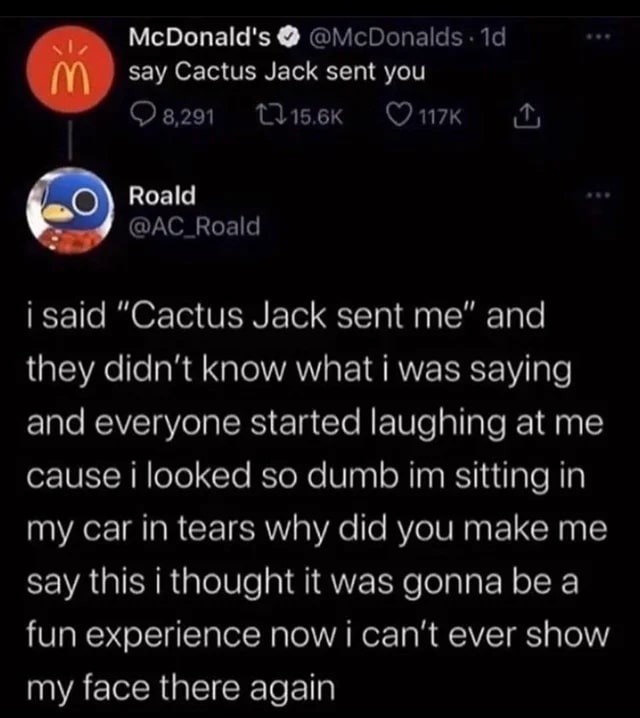 McDonald's @McDonalds · 1d
say Cactus Jack sent you
8,291 15.6K 117K
Roald
@AC_Roald
i said "Cactus Jack sent me" and
they didn't know what i was saying
and everyone started laughing at me
cause i looked so dumb im sitting in
my car in tears why did you make me
say this i thought it was gonna be a
fun experience now i can't ever show
my face there again